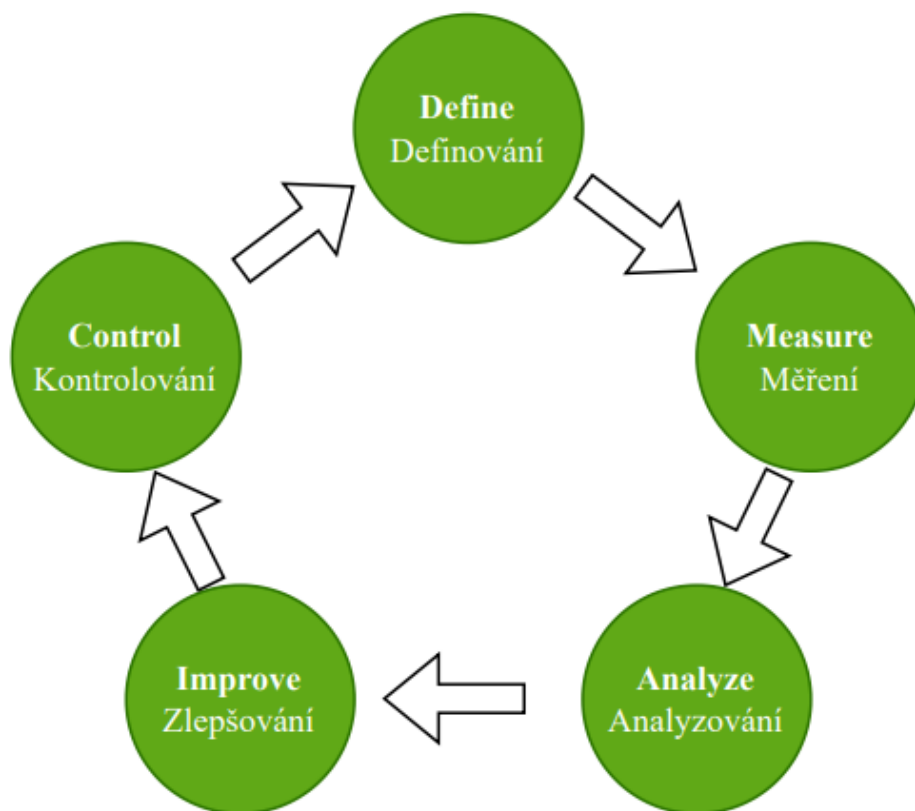 Define
Definování
Measure
Měření
Analyze
Analyzování
Improve
Zlepšování
Control
Kontrolování